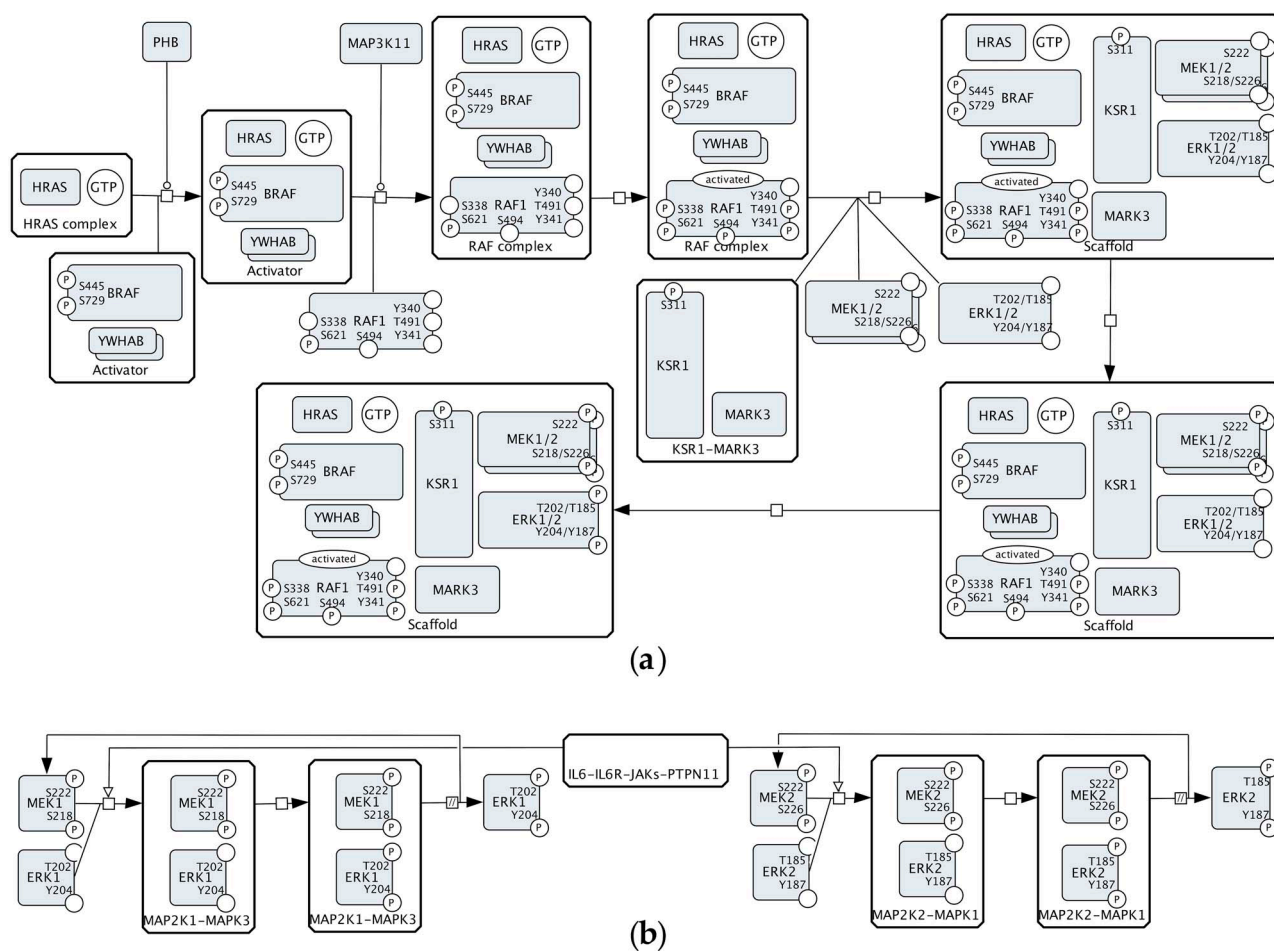 PHB
MAP3K11
HRAS GTP
HRAS complex
P S445
P S729
BRAF
YWHAB
Activator
HRAS GTP
P S445
P S729
BRAF
YWHAB
Activator
S338 RAF1 Y340
T491
S621 S494 Y341
P
HRAS GTP
P S445
P S729
BRAF
YWHAB
S338 RAF1 Y340
T491
S621 S494 Y341
P
RAF complex
HRAS GTP
P S445
P S729
BRAF
YWHAB
activated
Y340
P S338 RAF1 T491 P
P S621 S494 Y341 P
P
RAF complex
P
S311
KSR1
MARK3
KSR1-MARK3
S222
MEK1/2
S218/S226
T202/T185
ERK1/2
Y204/Y187
HRAS GTP
P
S311
KSR1
S222
MEK1/2
S218/S226
P S445
P S729
BRAF
T202/T185
ERK1/2
Y204/Y187
YWHAB
activated
Y340
P S338 RAF1 T491 P
P S621 S494 Y341 P
P
MARK3
Scaffold
HRAS GTP
P
S311
KSR1
S222 P
MEK1/2
S218/S226 P
P S445
P S729
BRAF
T202/T185
ERK1/2
Y204/Y187
YWHAB
activated
Y340
P S338 RAF1 T491 P
P S621 S494 Y341 P
P
MARK3
Scaffold
HRAS GTP
P
S311
KSR1
S222 P
MEK1/2
S218/S226 P
P S445
P S729
BRAF
T202/T185 P
ERK1/2
Y204/Y187 P
YWHAB
activated
Y340
P S338 RAF1 T491 P
P S621 S494 Y341 P
P
MARK3
Scaffold
(a)
IL6-IL6R-JAKs-PTPN11
S222 P
MEK1
S218 P
T202
ERK1
Y204
S222 P
MEK1
S218 P
T202
ERK1
Y204
MAP2K1-MAPK3
S222 P
MEK1
S218 P
T202 P
ERK1
Y204 P
MAP2K1-MAPK3
//
T202 P
ERK1
Y204 P
S222 P
MEK2
S226 P
T185
ERK2
Y187
S222 P
MEK2
S226 P
T185
ERK2
Y187
MAP2K2-MAPK1
S222 P
MEK2
S226 P
T185 P
ERK2
Y187 P
MAP2K2-MAPK1
//
T185 P
ERK2
Y187 P
(b)